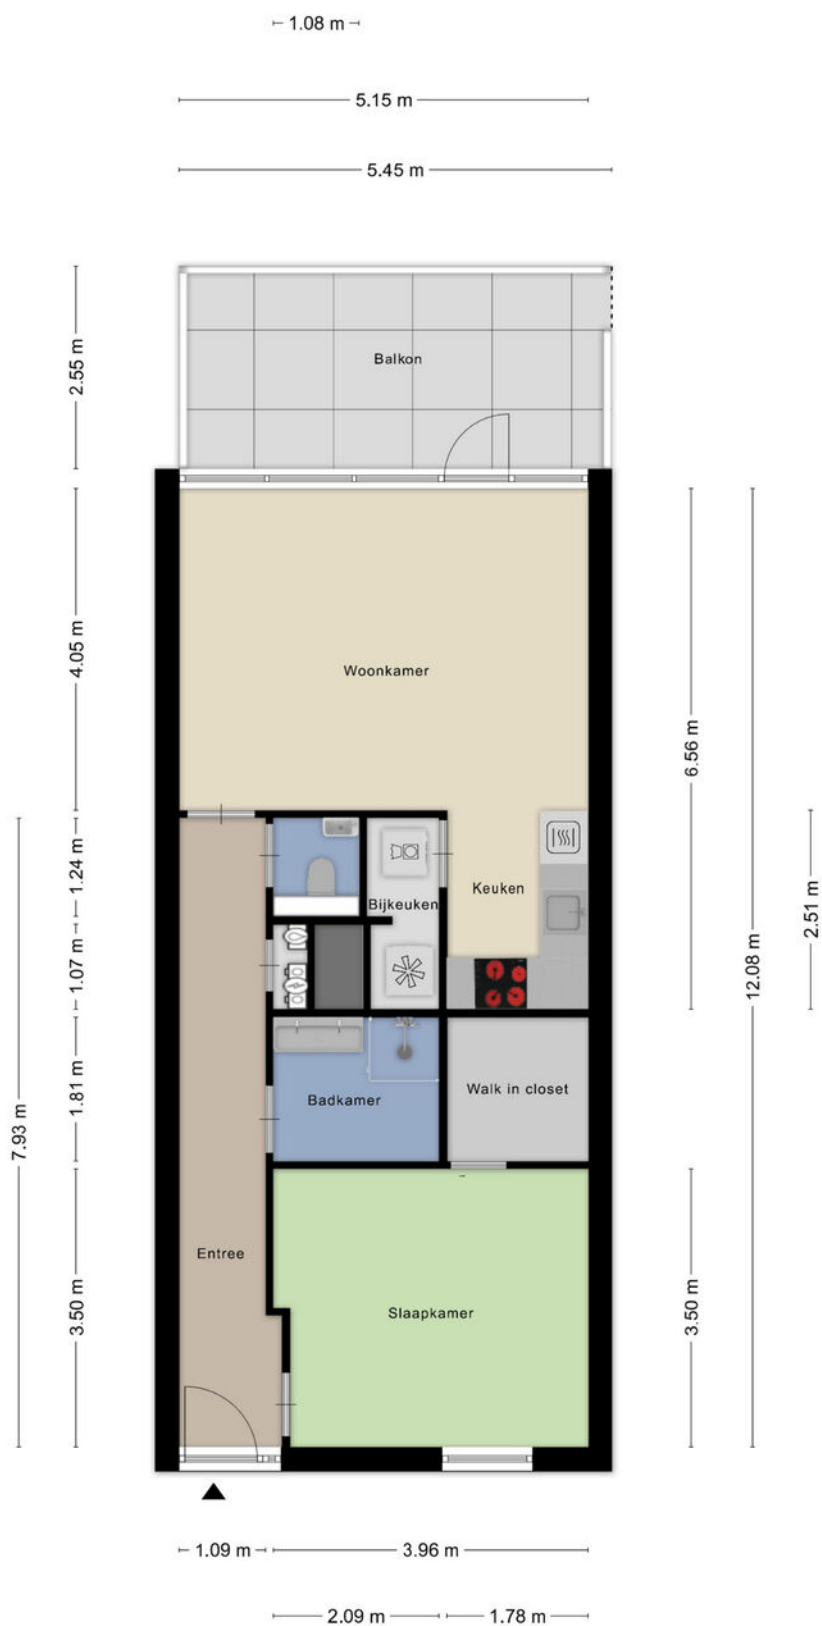 1.08 m
5.15 m
5.45 m
2.55 m
Balkon
4.05 m
Woonkamer
6.56 m
12.08 m
2.51 m
1.24 m
Keuken
Bijkeuken
1.07 m
7.93 m
1.81 m
Badkamer
Walk in closet
Entree
3.50 m
Slaapkamer
3.50 m
1.09 m
3.96 m
2.09 m
1.78 m